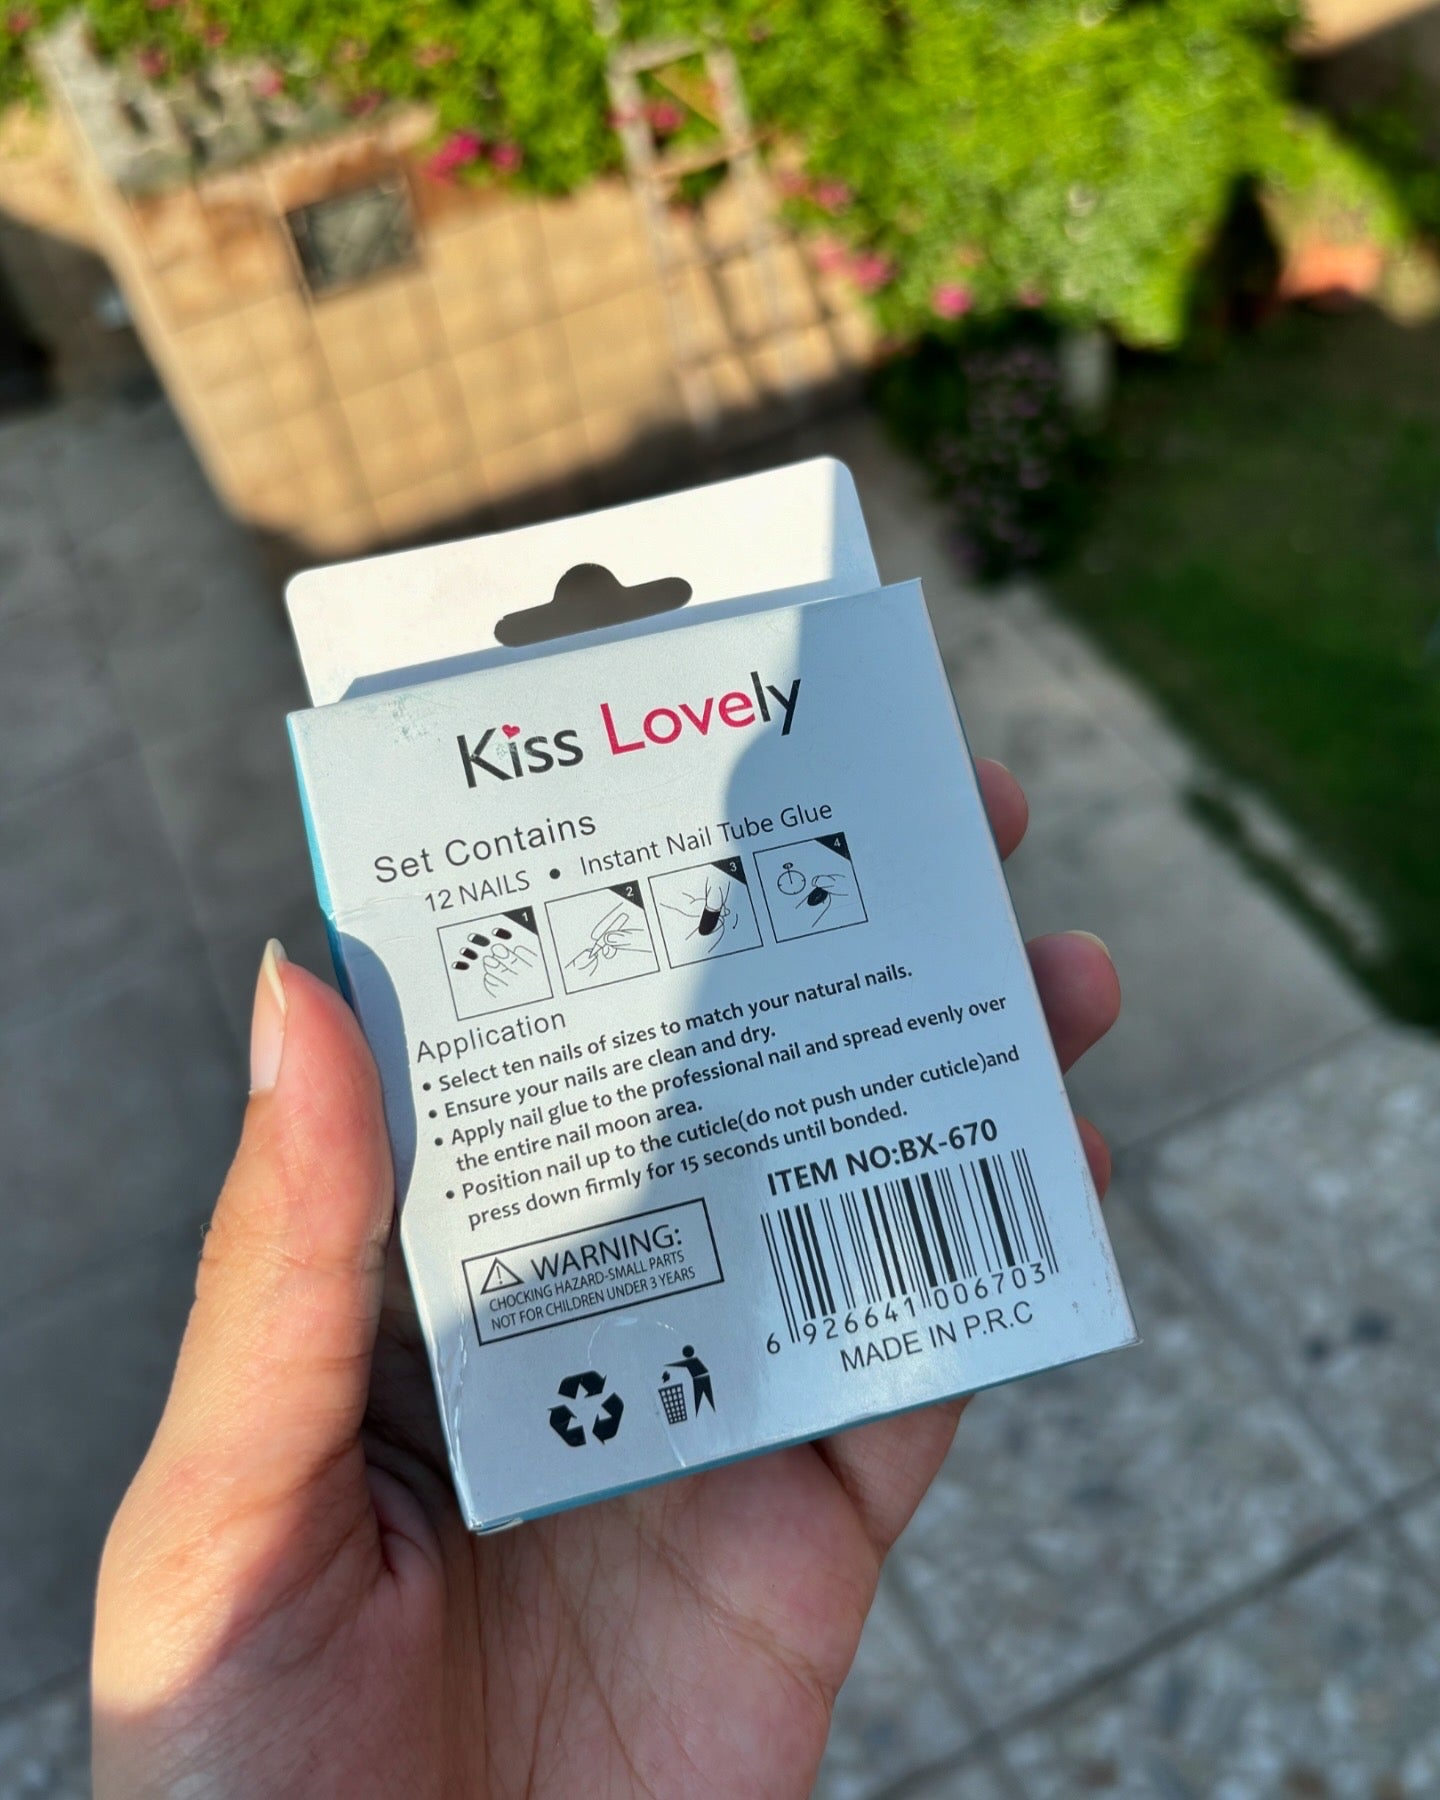 Kiss Lovely
Set Contains
12 NAILS • Instant Nail Tube Glue
1 2 3 4
Application
• Select ten nails of sizes to match your natural nails.
• Ensure your nails are clean and dry.
• Apply nail glue to the professional nail and spread evenly over
the entire nail moon area.
• Position nail up to the cuticle(do not push under cuticle)and
press down firmly for 15 seconds until bonded.
ITEM NO:BX-670
WARNING:
CHOCKING HAZARD-SMALL PARTS
NOT FOR CHILDREN UNDER 3 YEARS
6 926641 006703
MADE IN P.R.C